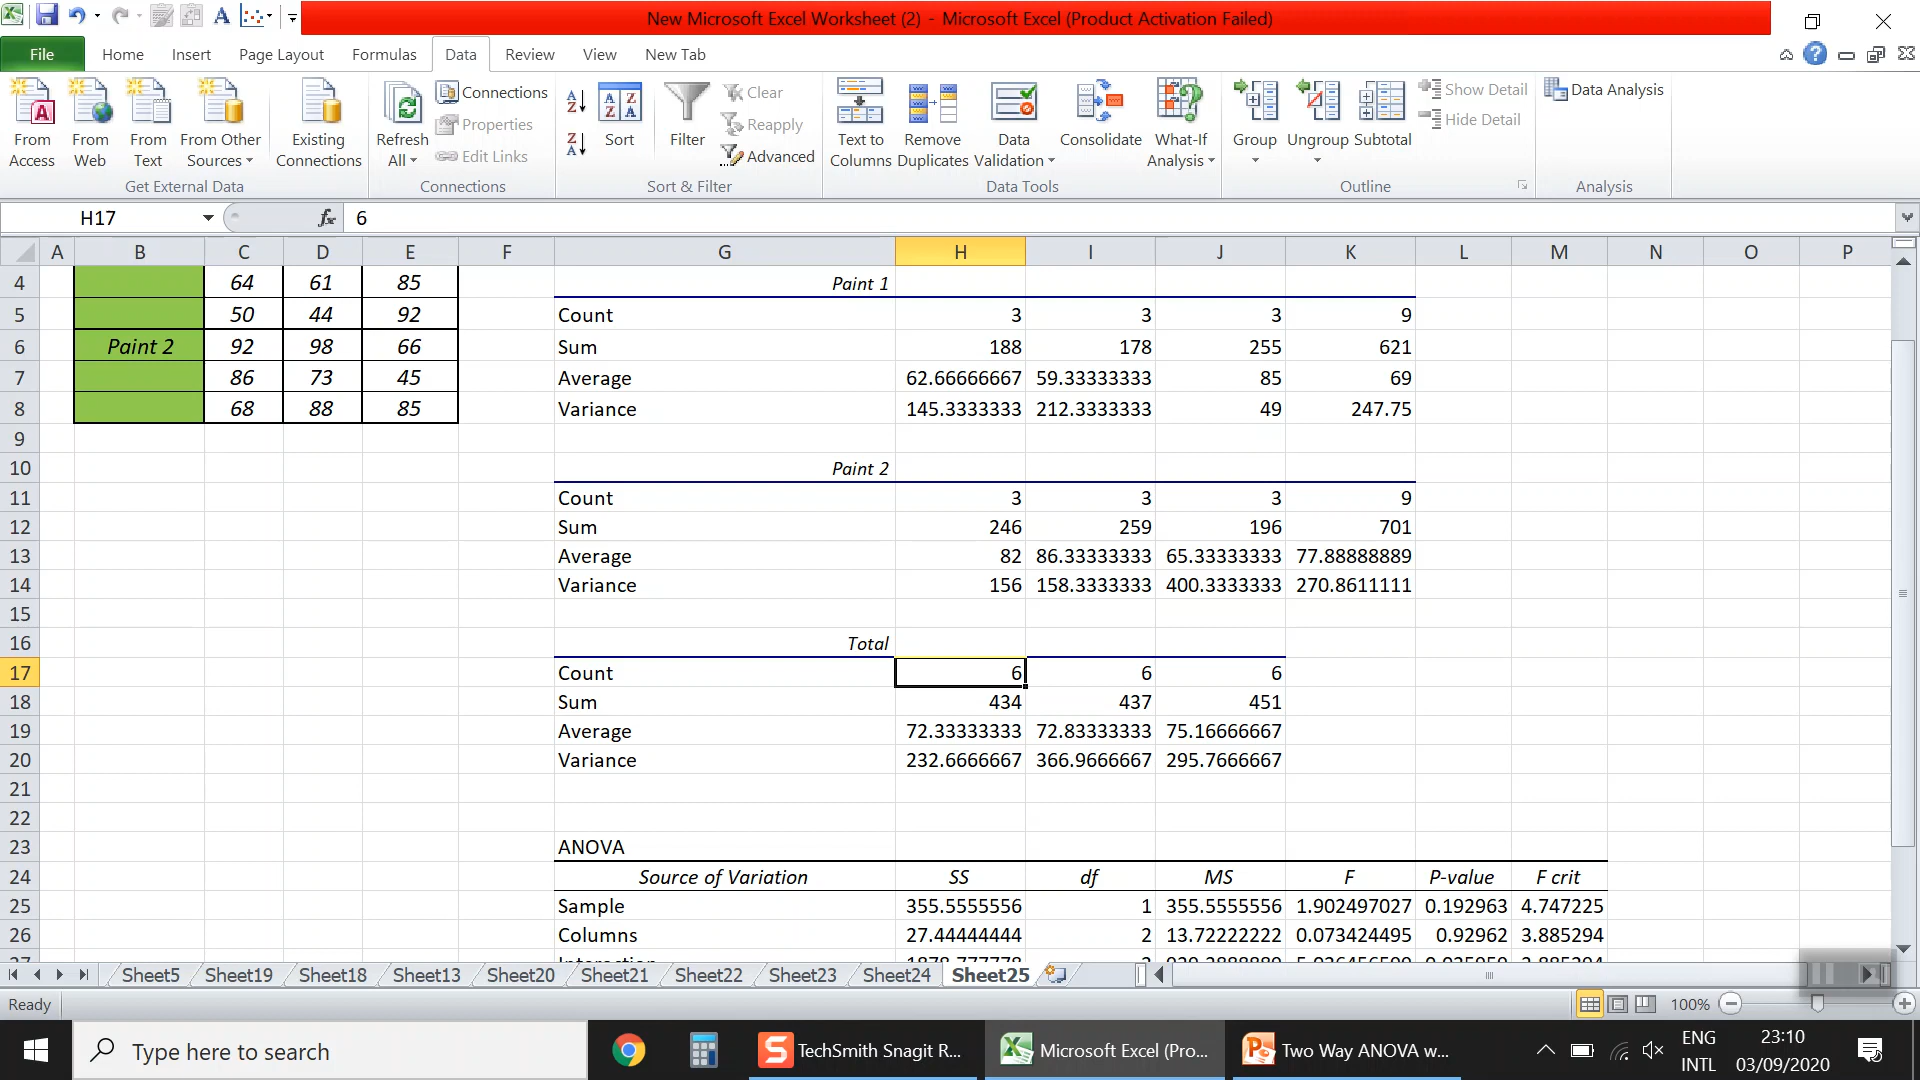 New Microsoft Excel Worksheet (2) - Microsoft Excel (Product Activation Failed)
File Home Insert Page Layout Formulas Data Review View New Tab
From Access
From Web
From Text
From Other Sources
Existing Connections
Refresh All
Connections
Properties
Edit Links
Sort
Filter
Clear
Reapply
Advanced
Text to Columns
Remove Duplicates
Data Validation
Consolidate
What-If Analysis
Group
Ungroup
Subtotal
Show Detail
Hide Detail
Data Analysis
Get External Data Connections Sort & Filter Data Tools Outline Analysis
H17 fx 6
A B C D E F G H I J K L M N O P
4 64 61 85 Paint 1
5 50 44 92 Count 3 3 3 9
6 Paint 2 92 98 66 Sum 188 178 255 621
7 86 73 45 Average 62.66666667 59.33333333 85 69
8 68 88 85 Variance 145.3333333 212.3333333 49 247.75
9
10 Paint 2
11 Count 3 3 3 9
12 Sum 246 259 196 701
13 Average 82 86.33333333 65.33333333 77.88888889
14 Variance 156 158.3333333 400.3333333 270.8611111
15
16 Total
17 Count 6 6 6
18 Sum 434 437 451
19 Average 72.33333333 72.83333333 75.16666667
20 Variance 232.6666667 366.9666667 295.7666667
21
22
23 ANOVA
24 Source of Variation SS df MS F P-value F crit
25 Sample 355.5555556 1 355.5555556 1.902497027 0.192963 4.747225
26 Columns 27.44444444 2 13.72222222 0.073424495 0.92962 3.885294
Sheet5 Sheet19 Sheet18 Sheet13 Sheet20 Sheet21 Sheet22 Sheet23 Sheet24 Sheet25
Ready 100%
Type here to search
TechSmith Snagit R...
Microsoft Excel (Pro...
Two Way ANOVA w...
ENG
INTL
23:10
03/09/2020